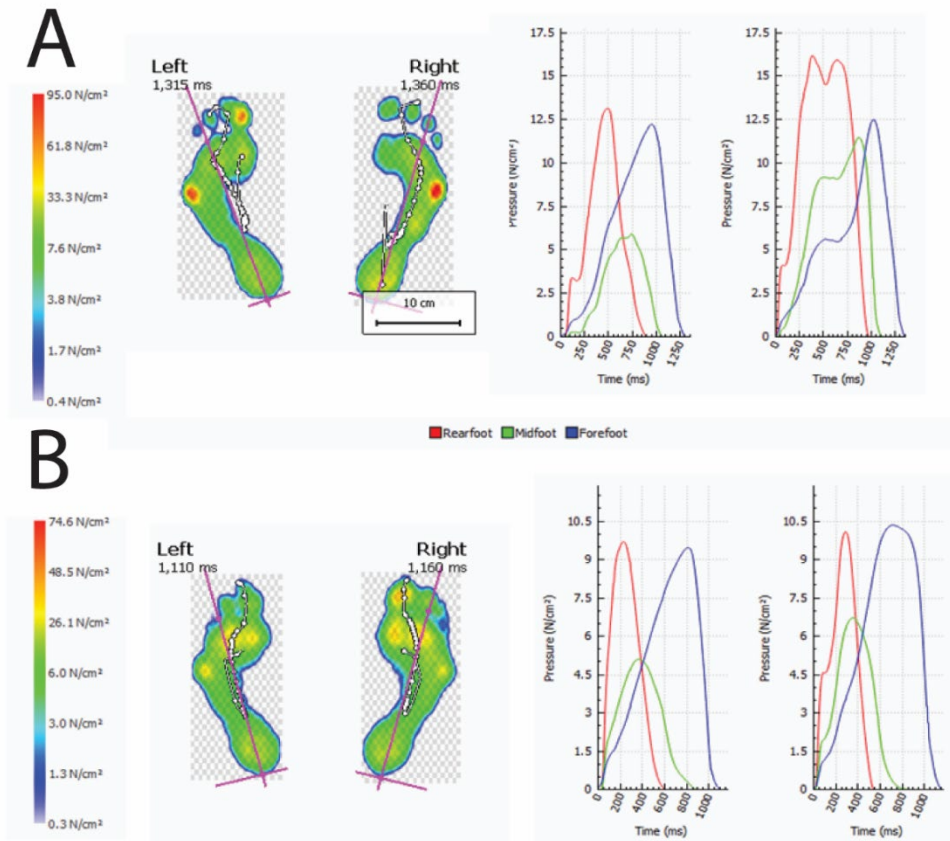 A
95.0 N/cm²
61.8 N/cm²
33.3 N/cm²
7.6 N/cm²
3.8 N/cm²
1.7 N/cm²
0.4 N/cm²
Left
1,315 ms
Right
1,360 ms
10 cm
Pressure (N/cm²)
17.5
15
12.5
10
7.5
5
2.5
0
0
250
500
750
1000
1250
Time (ms)
Pressure (N/cm²)
17.5
15
12.5
10
7.5
5
2.5
0
0
250
500
750
1000
1250
Time (ms)
Rearfoot Midfoot Forefoot
B
74.6 N/cm²
48.5 N/cm²
26.1 N/cm²
6.0 N/cm²
3.0 N/cm²
1.3 N/cm²
0.3 N/cm²
Left
1,110 ms
Right
1,160 ms
Pressure (N/cm²)
10.5
9
7.5
6
4.5
3
1.5
0
0
200
400
600
800
1000
Time (ms)
Pressure (N/cm²)
10.5
9
7.5
6
4.5
3
1.5
0
0
200
400
600
800
1000
Time (ms)